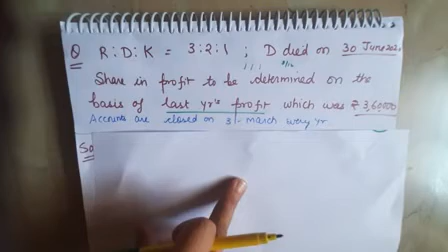 Q R : D : K = 3 : 2 : 1 ; D died on 30 June 202
Share in profit to be determined on the
basis of last yr's profit which was ₹ 3,60,000
Accounts are closed on 31 March every yr
So